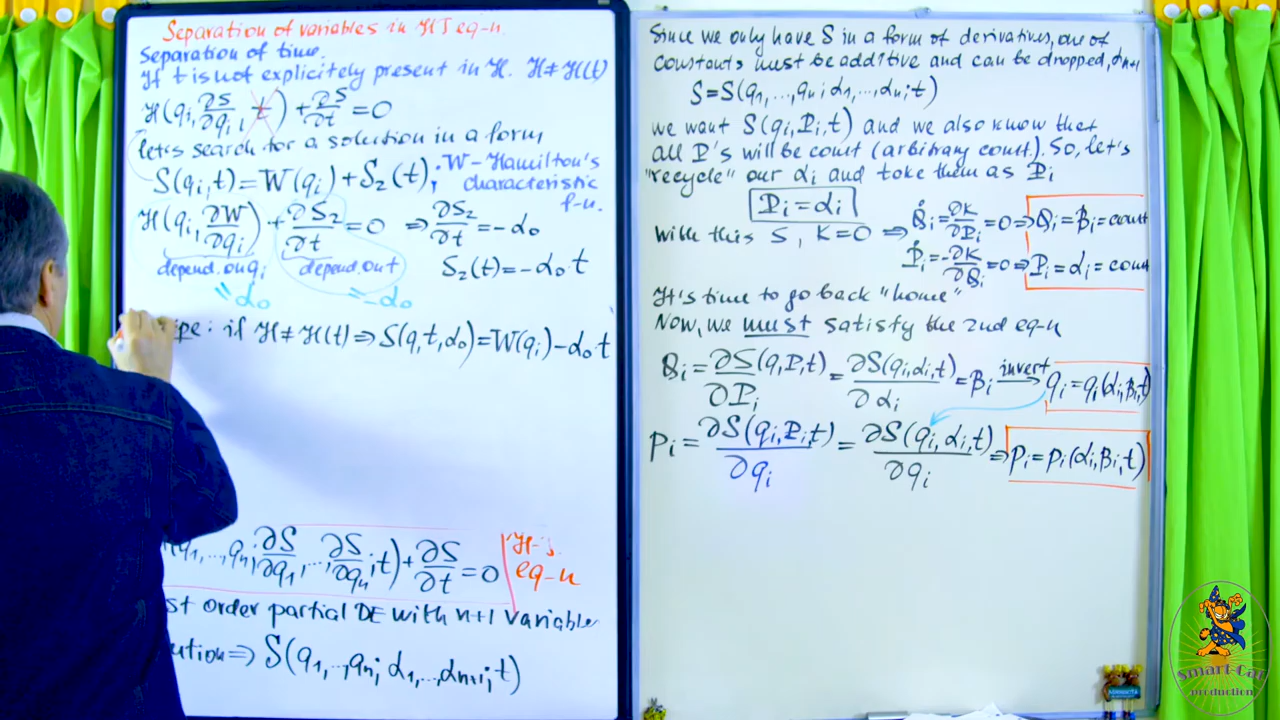 Separation of variables in HJ eq-n.
Separation of time.
If t is not explicitely present in H. H≠H(t)
H(qᵢ, ∂S/∂qᵢ, t) + ∂S/∂t = 0
let's search for a solution in a form
S(qᵢ,t) = W(qᵢ) + S₂(t); W - Hamilton's
characteristic
f-n.
H(qᵢ, ∂W/∂qᵢ) + ∂S₂/∂t = 0 ⇒ ∂S₂/∂t = -α₀
depend. on qᵢ depend. on t S₂(t) = -α₀t
" α₀ = -α₀
: if H≠H(t) ⇒ S(q,t,α₀) = W(qᵢ) - α₀t
q₁,..,qₙ; ∂S/∂q₁,..,∂S/∂qₙ; t) + ∂S/∂t = 0 H-J
eq-n
order partial DE with n+1 variable
⇒ S(q₁,..,qₙ; α₁,..,αₙ₊₁; t)
Since we only have S in a form of derivatives, one of
constants must be additive and can be dropped, αₙ₊₁
S = S(q₁,...,qₙ; α₁,...,αₙ; t)
we want S(qᵢ,Pᵢ,t) and we also know that
all P's will be const (arbitrary const.). So, let's
"recycle" our αᵢ and take them as Pᵢ
Pᵢ = αᵢ
With this S, K=0 ⇒ Q̇ᵢ = ∂K/∂Pᵢ = 0 ⇒ Qᵢ = βᵢ = const
Ṗᵢ = -∂K/∂Qᵢ = 0 ⇒ Pᵢ = αᵢ = const
It's time to go back "home"
Now, we must satisfy the 2nd eq-n
Qᵢ = ∂S(q,P,t)/∂Pᵢ = ∂S(qᵢ,αᵢ,t)/∂αᵢ = βᵢ invert → qᵢ = qᵢ(αᵢ,βᵢ,t)
pᵢ = ∂S(qᵢ,Pᵢ,t)/∂qᵢ = ∂S(qᵢ,αᵢ,t)/∂qᵢ ⇒ pᵢ = pᵢ(αᵢ,βᵢ,t)
Smart Cat
production